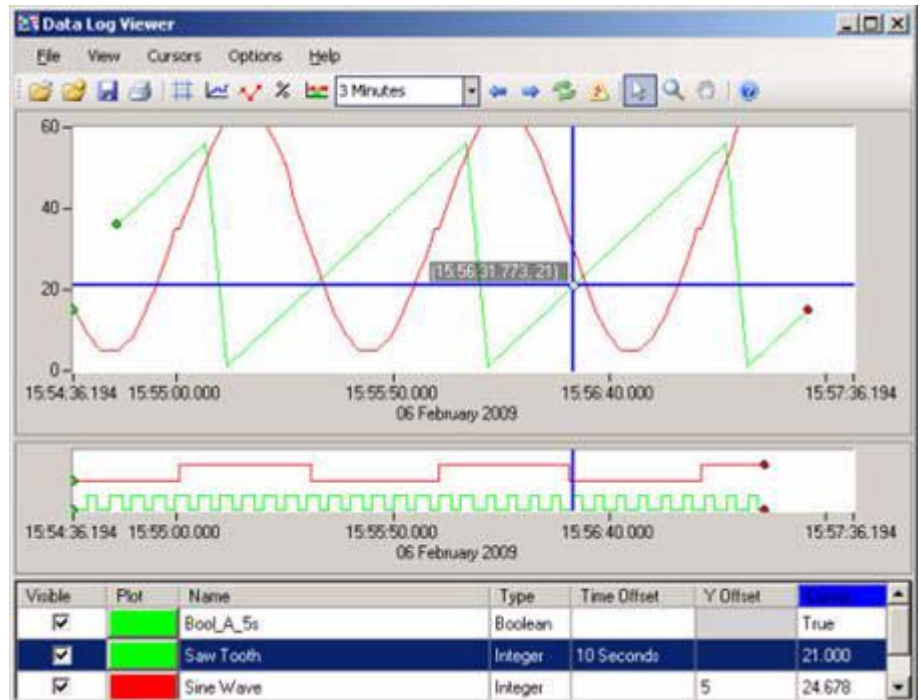 Data Log Viewer
File View Cursors Options Help
3 Minutes
60
40
[15:56:31.773, 21]
20
0
15:54:36.194 15:55:00.000 15:55:50.000 15:56:40.000 15:57:36.194
06 February 2009
15:54:36.194 15:55:00.000 15:55:50.000 15:56:40.000 15:57:36.194
06 February 2009
Visible Plot Name Type Time Offset Y Offset
Bool_A_5s Boolean True
Saw Tooth Integer 10 Seconds 21.000
Sine Wave Integer 5 24.678